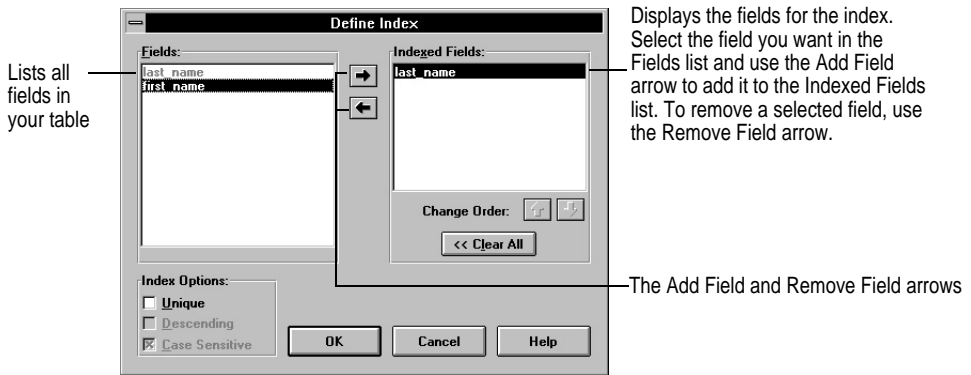 Define Index
Fields:
last_name
first_name
Indexed Fields:
last_name
Change Order:
<< Clear All
Index Options:
Unique
Descending
Case Sensitive
OK
Cancel
Help
Lists all
fields in
your table
Displays the fields for the index.
Select the field you want in the
Fields list and use the Add Field
arrow to add it to the Indexed Fields
list. To remove a selected field, use
the Remove Field arrow.
The Add Field and Remove Field arrows